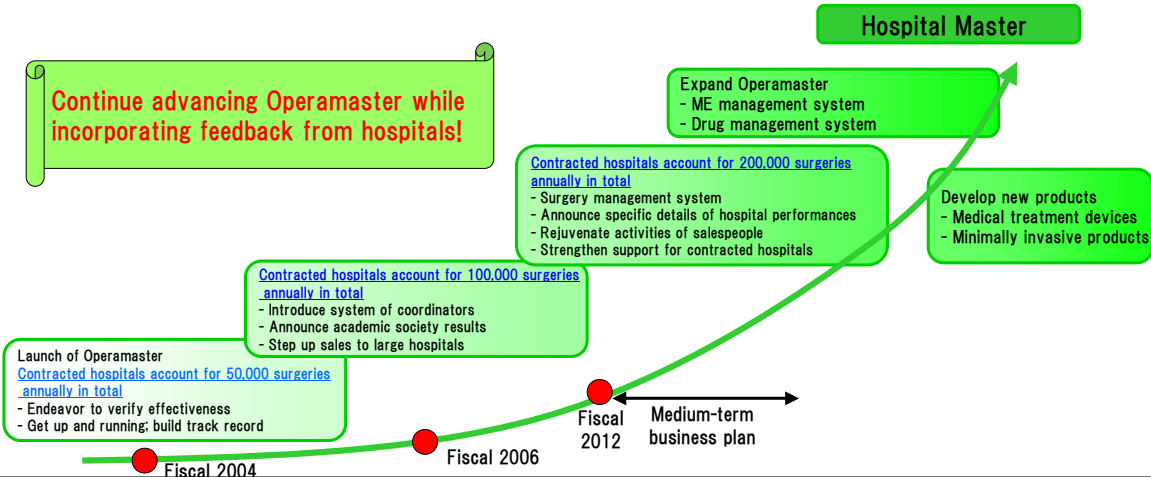 Hospital Master
Continue advancing Operamaster while
incorporating feedback from hospitals!
Expand Operamaster
- ME management system
- Drug management system
Contracted hospitals account for 200,000 surgeries
annually in total
- Surgery management system
- Announce specific details of hospital performances
- Rejuvenate activities of salespeople
- Strengthen support for contracted hospitals
Develop new products
- Medical treatment devices
- Minimally invasive products
Contracted hospitals account for 100,000 surgeries
annually in total
- Introduce system of coordinators
- Announce academic society results
- Step up sales to large hospitals
Launch of Operamaster
Contracted hospitals account for 50,000 surgeries
annually in total
- Endeavor to verify effectiveness
- Get up and running; build track record
Fiscal
2012
Medium-term
business plan
Fiscal 2006
Fiscal 2004